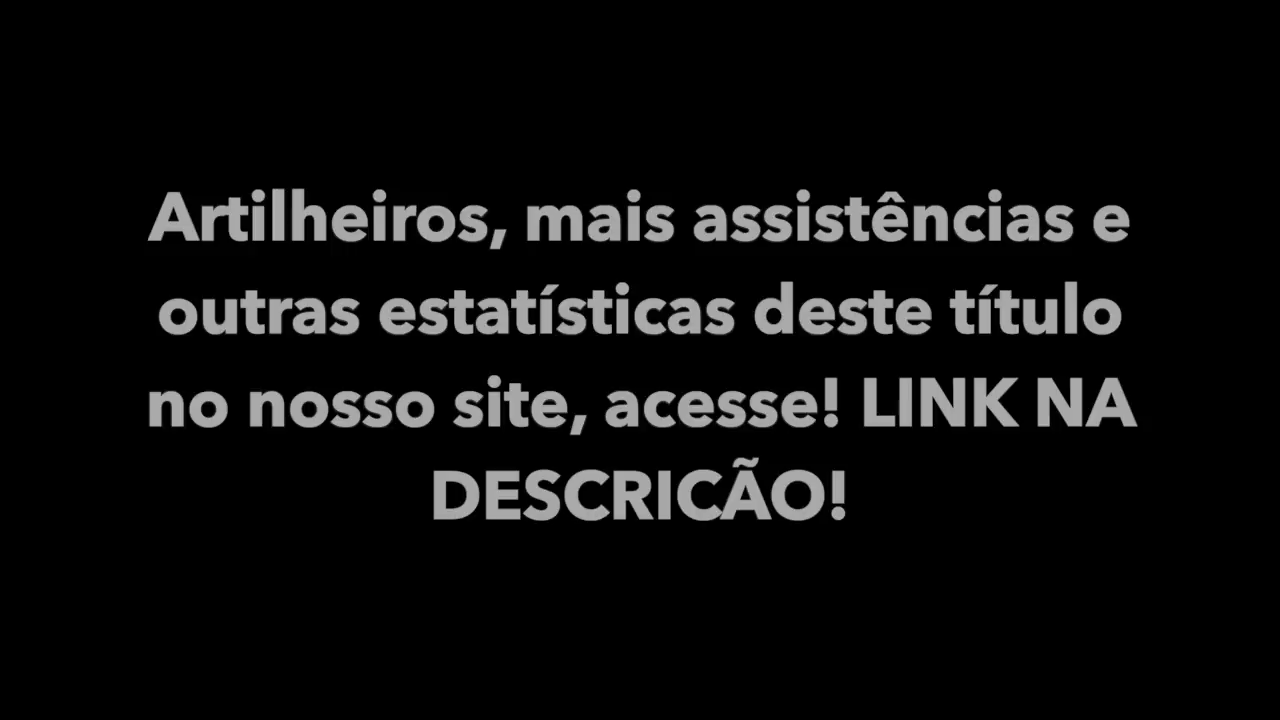 Artilheiros, mais assistências e
outras estatísticas deste título
no nosso site, acesse! LINK NA
DESCRICÃO!